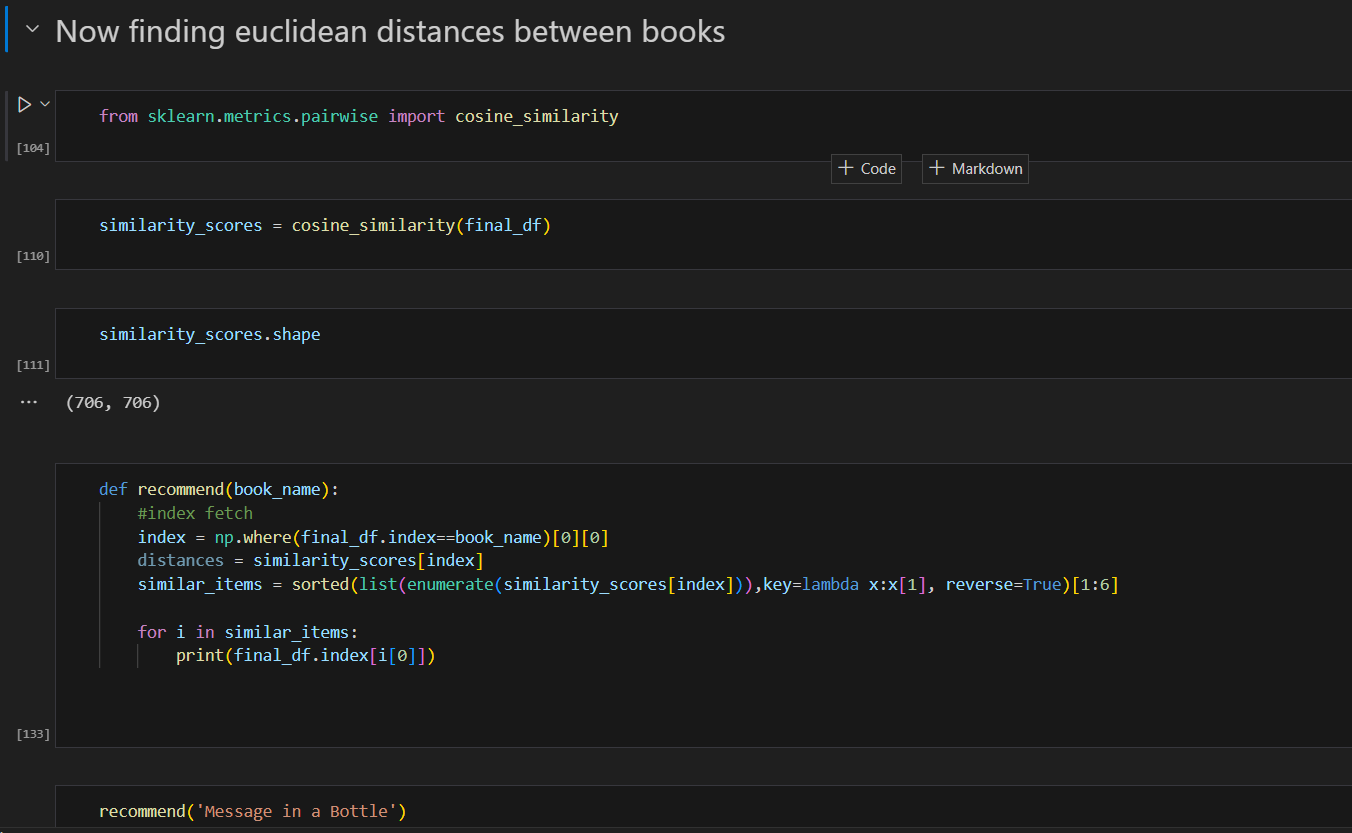 Now finding euclidean distances between books
from sklearn.metrics.pairwise import cosine_similarity
[104]
+ Code + Markdown
similarity_scores = cosine_similarity(final_df)
[110]
similarity_scores.shape
[111]
... (706, 706)
def recommend(book_name):
    #index fetch
    index = np.where(final_df.index==book_name)[0][0]
    distances = similarity_scores[index]
    similar_items = sorted(list(enumerate(similarity_scores[index])),key=lambda x:x[1], reverse=True)[1:6]
    for i in similar_items:
        print(final_df.index[i[0]])
[133]
recommend('Message in a Bottle')